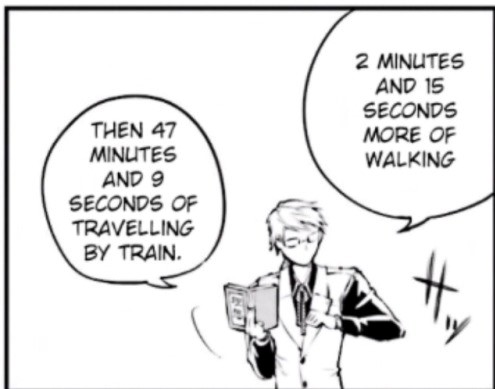 2 MINUTES
AND 15
SECONDS
MORE OF
WALKING
THEN 47
MINUTES
AND 9
SECONDS OF
TRAVELLING
BY TRAIN.